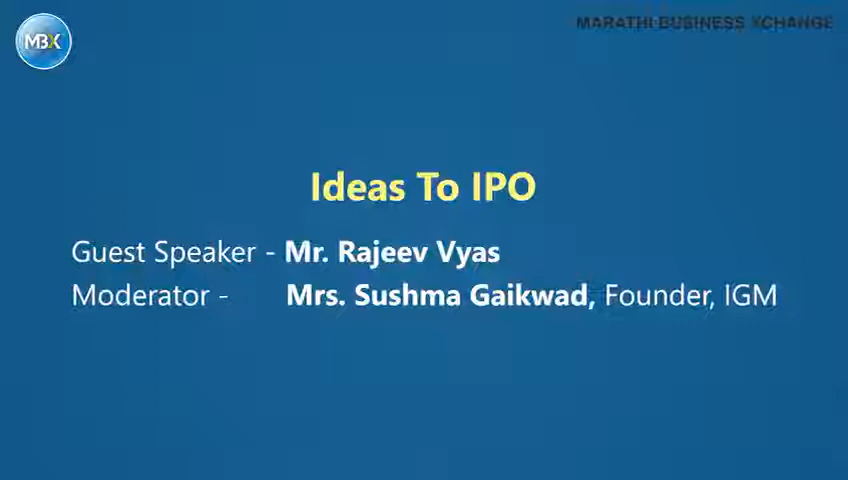 MBX
MARATHI BUSINESS XCHANGE
Ideas To IPO
Guest Speaker - Mr. Rajeev Vyas
Moderator - Mrs. Sushma Gaikwad, Founder, IGM